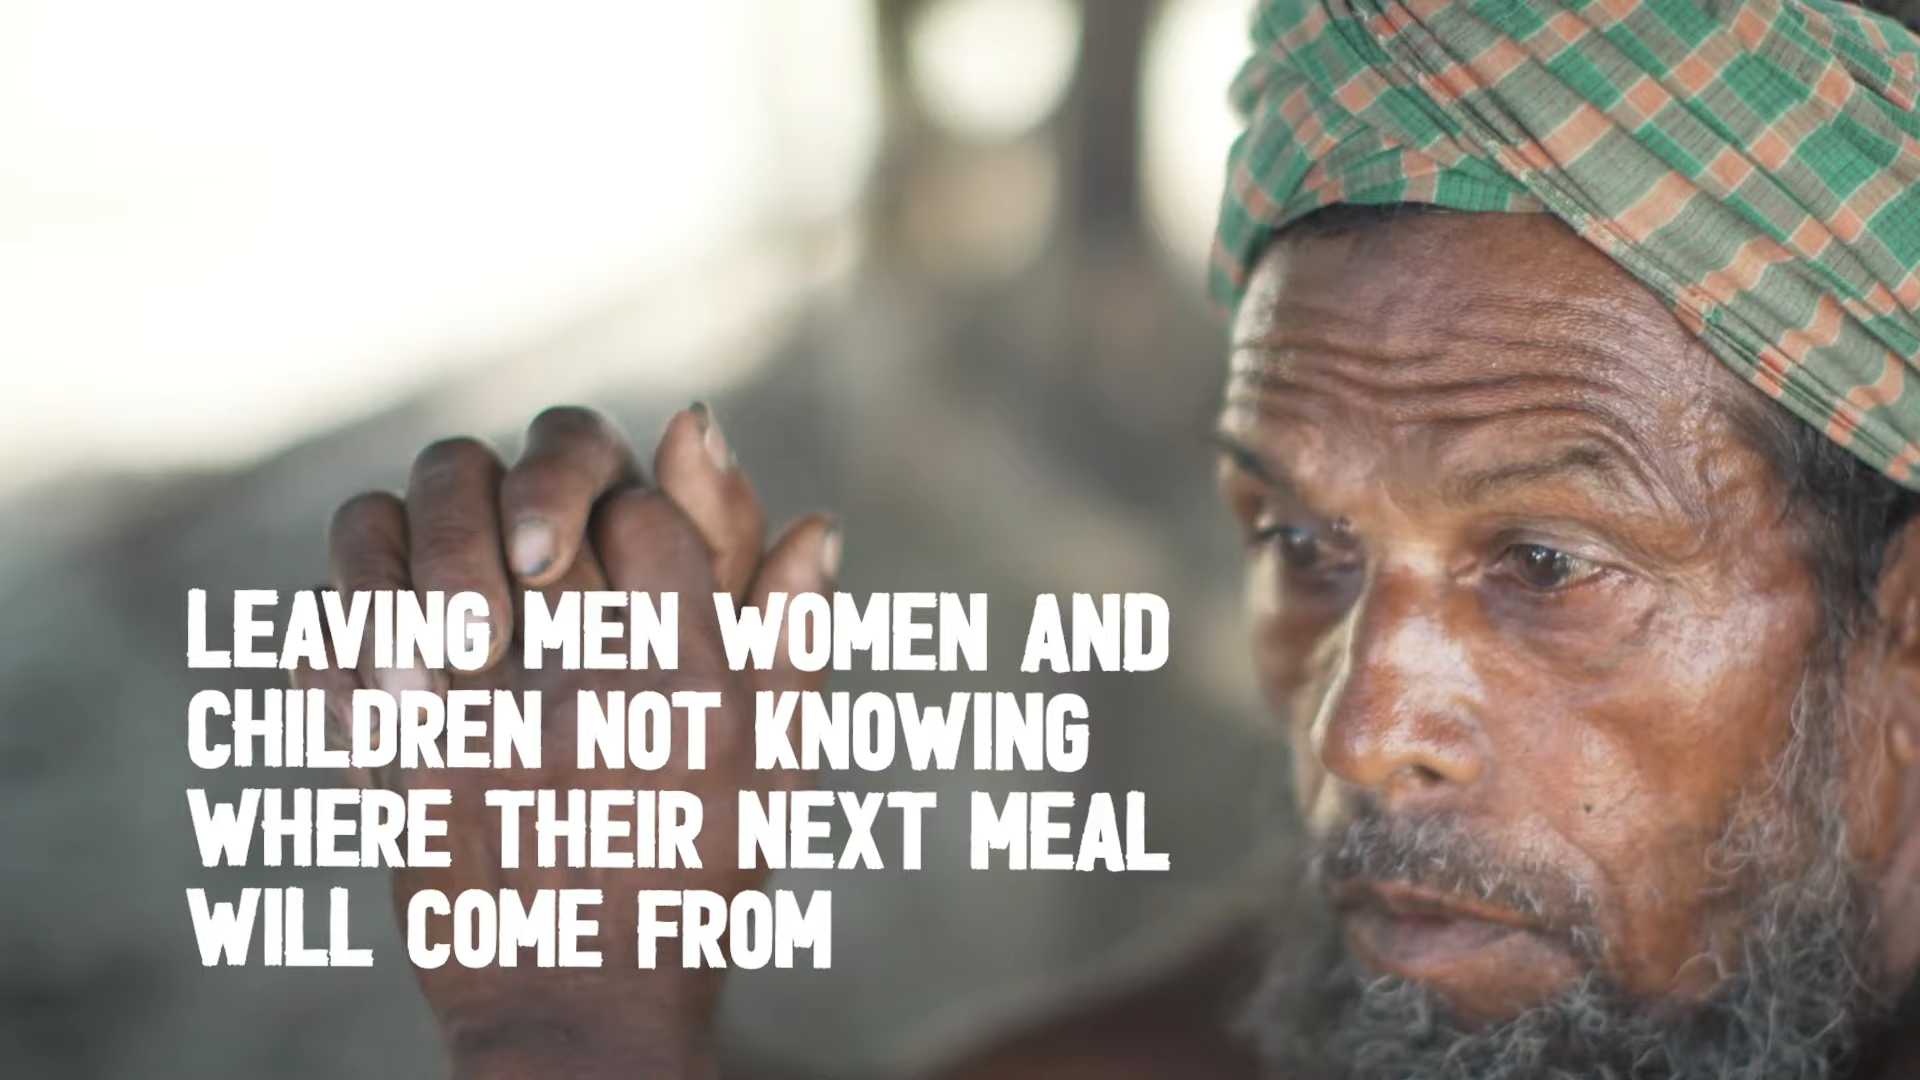 LEAVING MEN WOMEN AND
CHILDREN NOT KNOWING
WHERE THEIR NEXT MEAL
WILL COME FROM